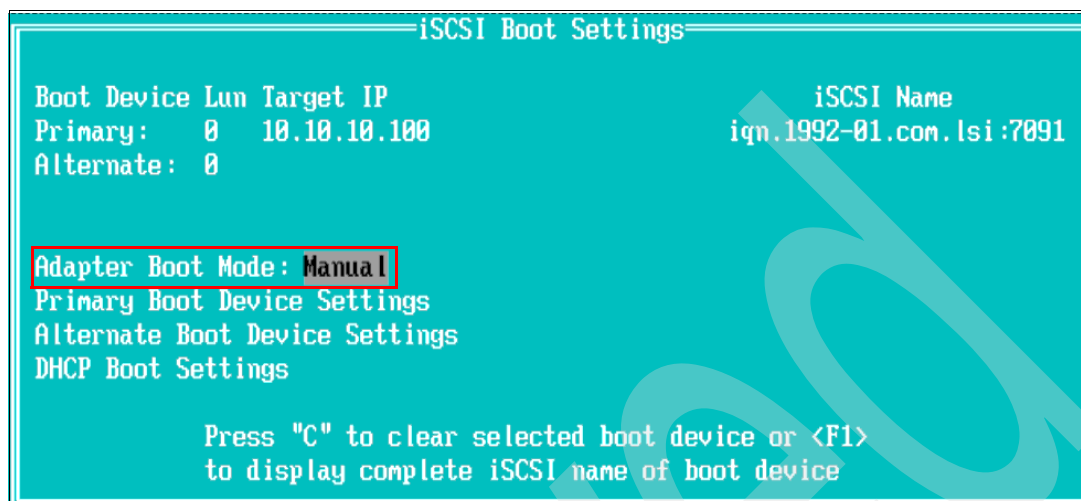 iSCSI Boot Settings
Boot Device Lun Target IP iSCSI Name
Primary: 0 10.10.10.100 iqn.1992-01.com.lsi:7091
Alternate: 0
Adapter Boot Mode: Manual
Primary Boot Device Settings
Alternate Boot Device Settings
DHCP Boot Settings
Press "C" to clear selected boot device or <F1>
to display complete iSCSI name of boot device